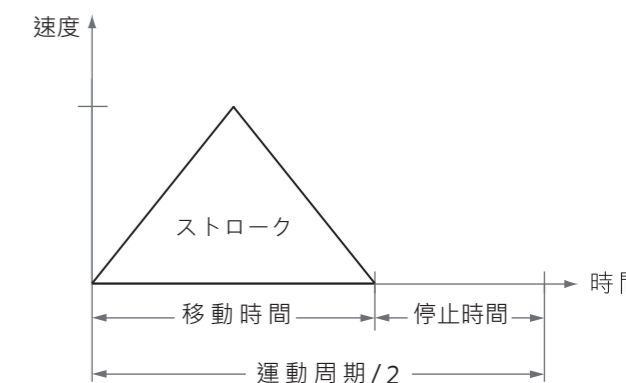 速度
ストローク
時
移動時間
停止時間
運動周期/2